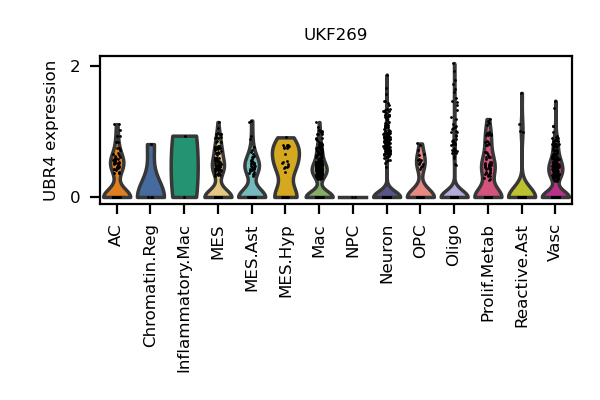 UKF269
UBR4 expression
2
0
AC
Chromatin.Reg
Inflammatory.Mac
MES
MES.Ast
MES.Hyp
Mac
NPC
Neuron
OPC
Oligo
Prolif.Metab
Reactive.Ast
Vasc